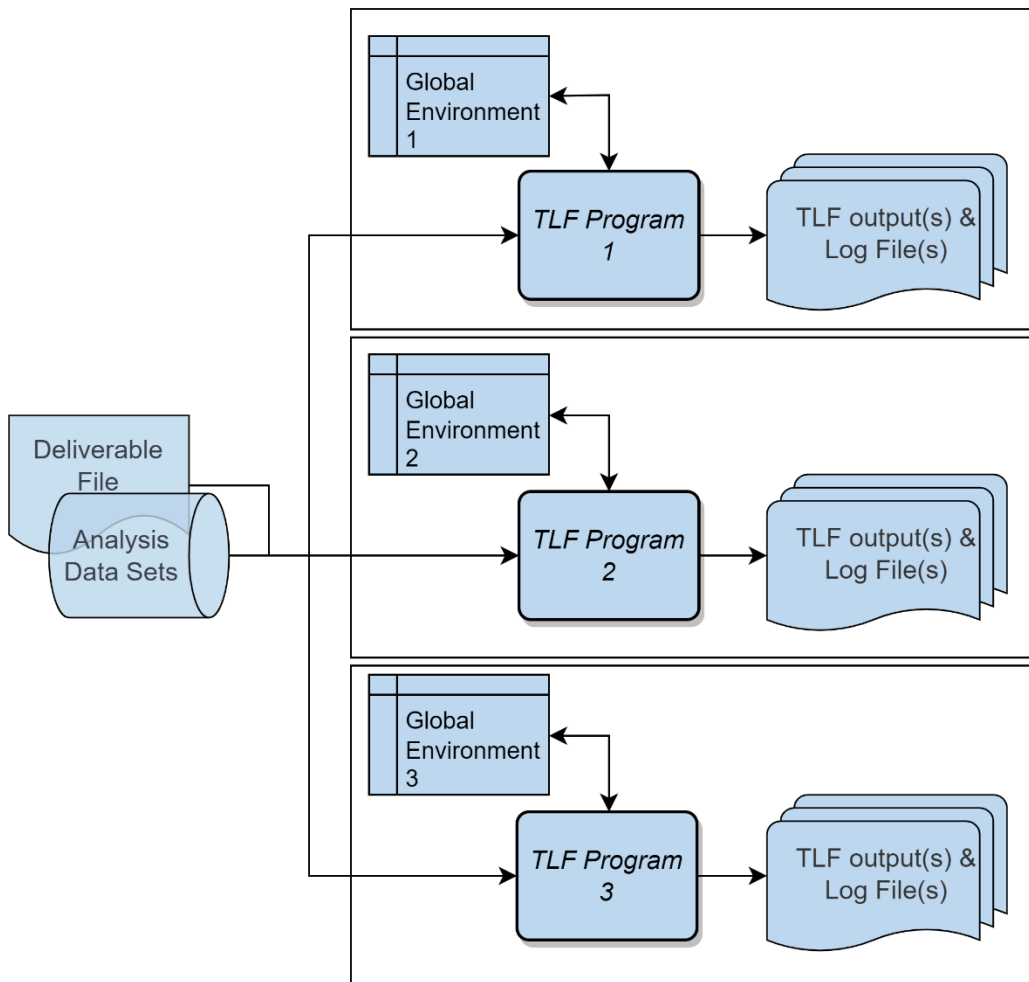 Global
Environment
1
TLF Program
1
TLF output(s) &
Log File(s)
Global
Environment
2
TLF Program
2
TLF output(s) &
Log File(s)
Deliverable
File
Analysis
Data Sets
Global
Environment
3
TLF Program
3
TLF output(s) &
Log File(s)